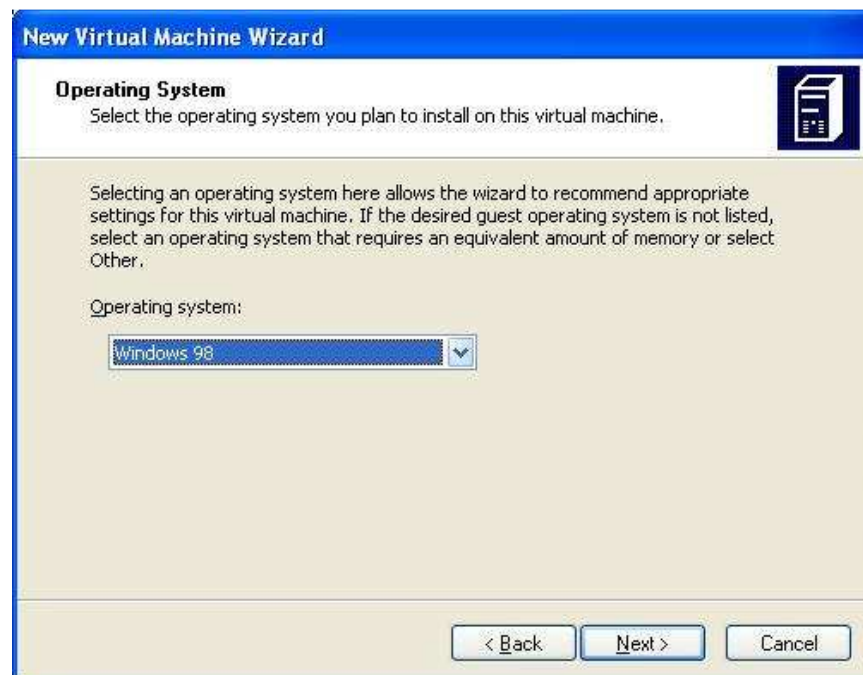 New Virtual Machine Wizard
Operating System
Select the operating system you plan to install on this virtual machine.
Selecting an operating system here allows the wizard to recommend appropriate
settings for this virtual machine. If the desired guest operating system is not listed,
select an operating system that requires an equivalent amount of memory or select
Other.
Operating system:
Windows 98
< Back Next > Cancel